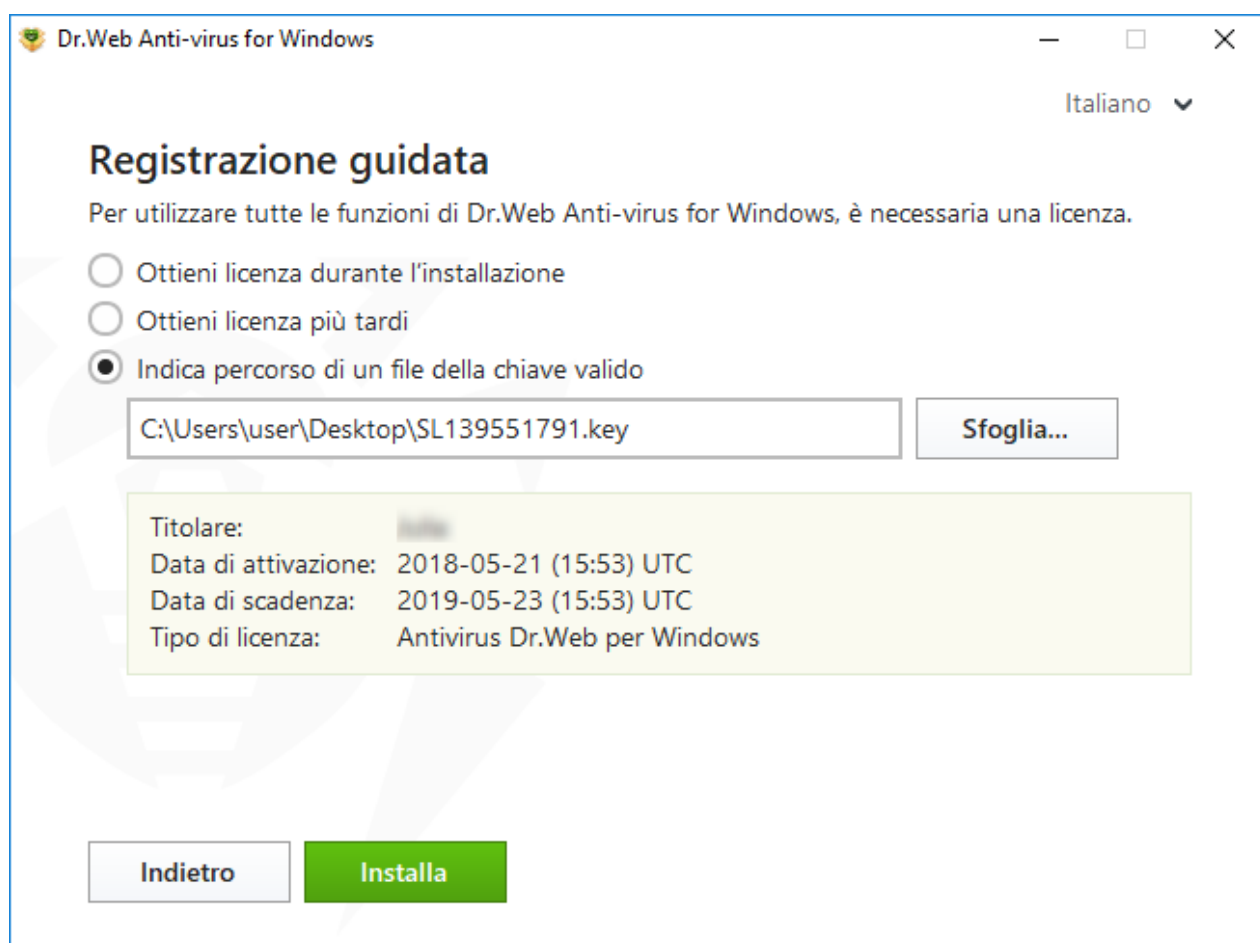 Dr.Web Anti-virus for Windows
Italiano
Registrazione guidata
Per utilizzare tutte le funzioni di Dr.Web Anti-virus for Windows, è necessaria una licenza.
Ottieni licenza durante l'installazione
Ottieni licenza più tardi
Indica percorso di un file della chiave valido
C:\Users\user\Desktop\SL139551791.key Sfoglia...
Titolare:
Data di attivazione: 2018-05-21 (15:53) UTC
Data di scadenza: 2019-05-23 (15:53) UTC
Tipo di licenza: Antivirus Dr.Web per Windows
Indietro Installa